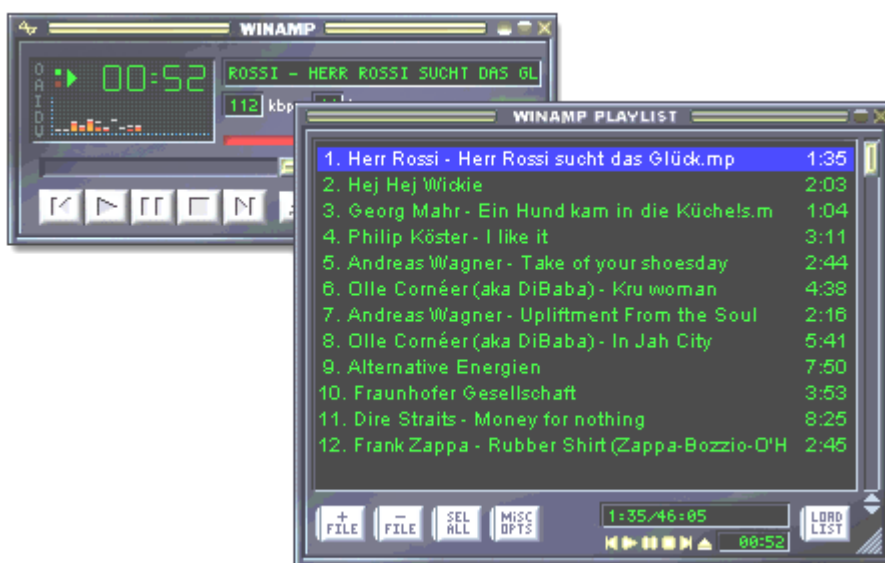 WINAMP
OAIDU
00:52
ROSSI - HERR ROSSI SUCHT DAS GL
112 kbp
WINAMP PLAYLIST
1. Herr Rossi - Herr Rossi sucht das Glück.mp 1:35
2. Hej Hej Wickie 2:03
3. Georg Mahr - Ein Hund kam in die Küche!s.m 1:04
4. Philip Köster - I like it 3:11
5. Andreas Wagner - Take of your shoesday 2:44
6. Olle Cornéer (aka DiBaba) - Kru woman 4:38
7. Andreas Wagner - Upliftment From the Soul 2:16
8. Olle Cornéer (aka DiBaba) - In Jah City 5:41
9. Alternative Energien 7:50
10. Fraunhofer Gesellschaft 3:53
11. Dire Straits - Money for nothing 8:25
12. Frank Zappa - Rubber Shirt (Zappa-Bozzio-O'H 2:45
+ FILE
- FILE
SEL ALL
MISC OPTS
1:35/46:05
00:52
LOAD LIST